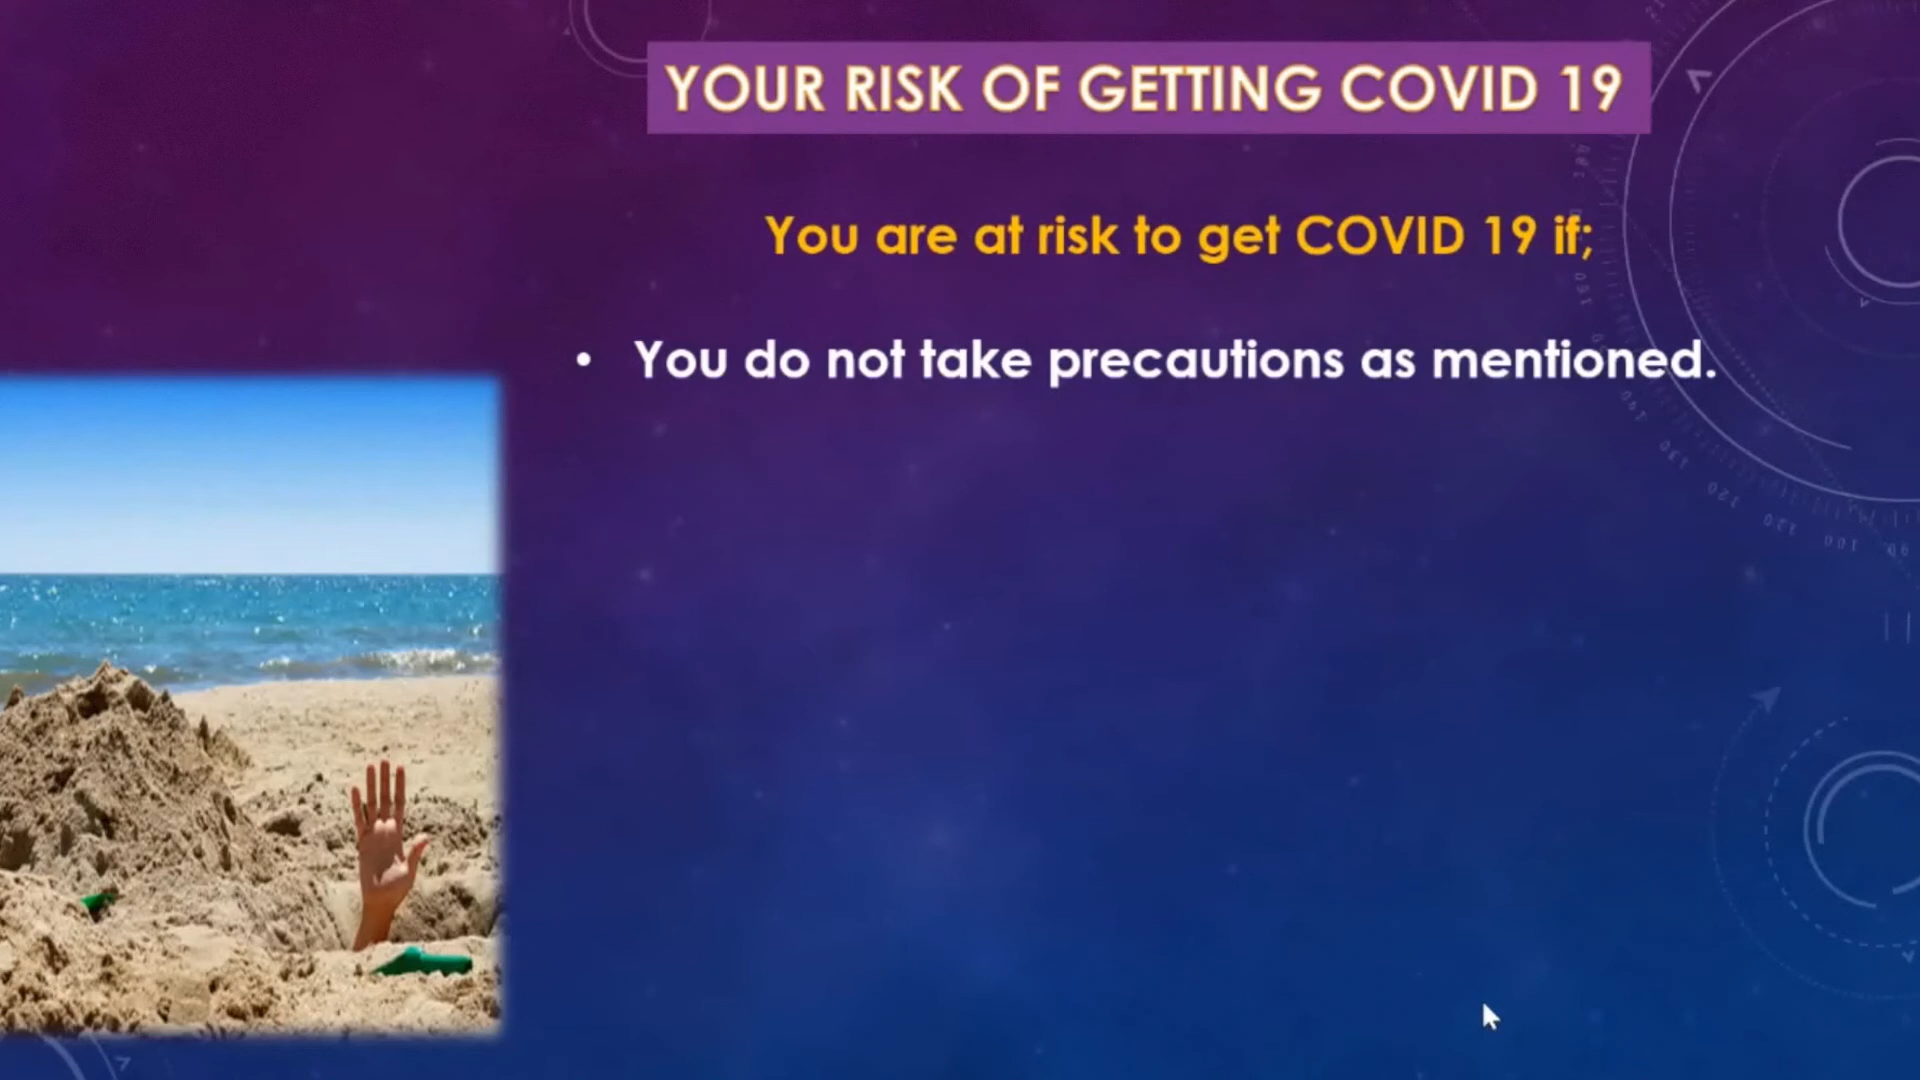 YOUR RISK OF GETTING COVID 19
You are at risk to get COVID 19 if;
• You do not take precautions as mentioned.